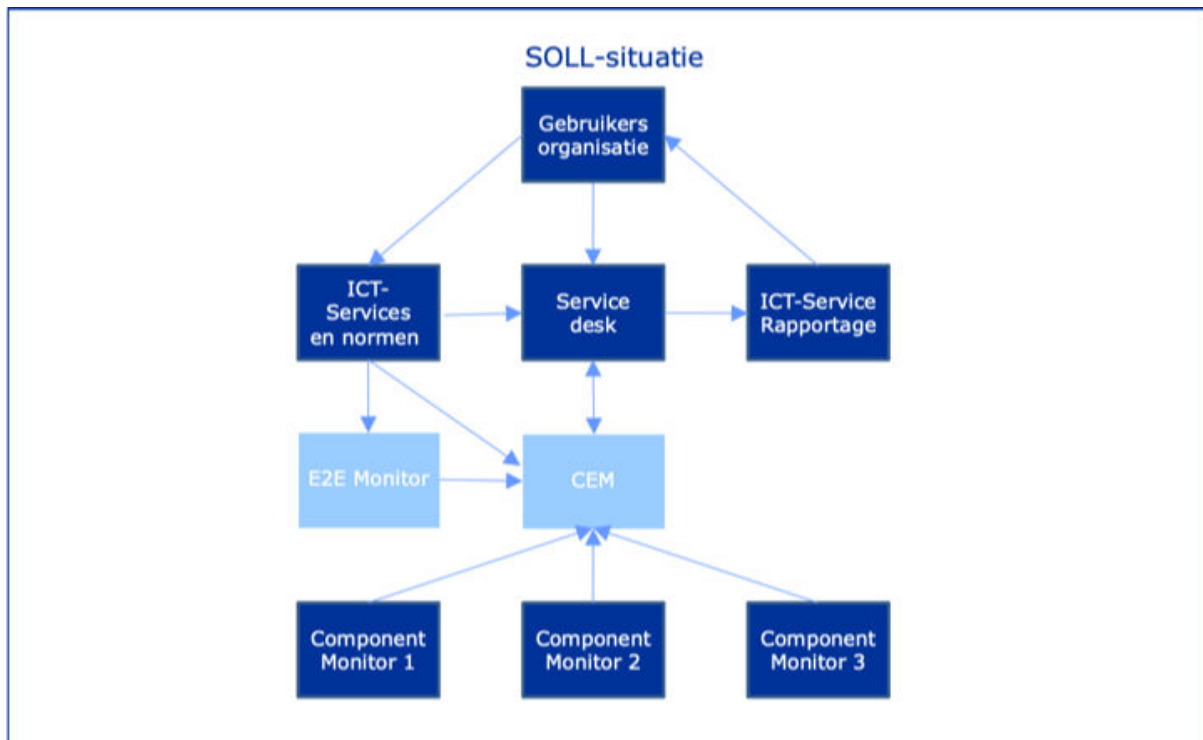 SOLL-situatie
Gebruikers
organisatie
ICT-
Services
en normen
Service
desk
ICT-Service
Rapportage
E2E Monitor
CEM
Component
Monitor 1
Component
Monitor 2
Component
Monitor 3